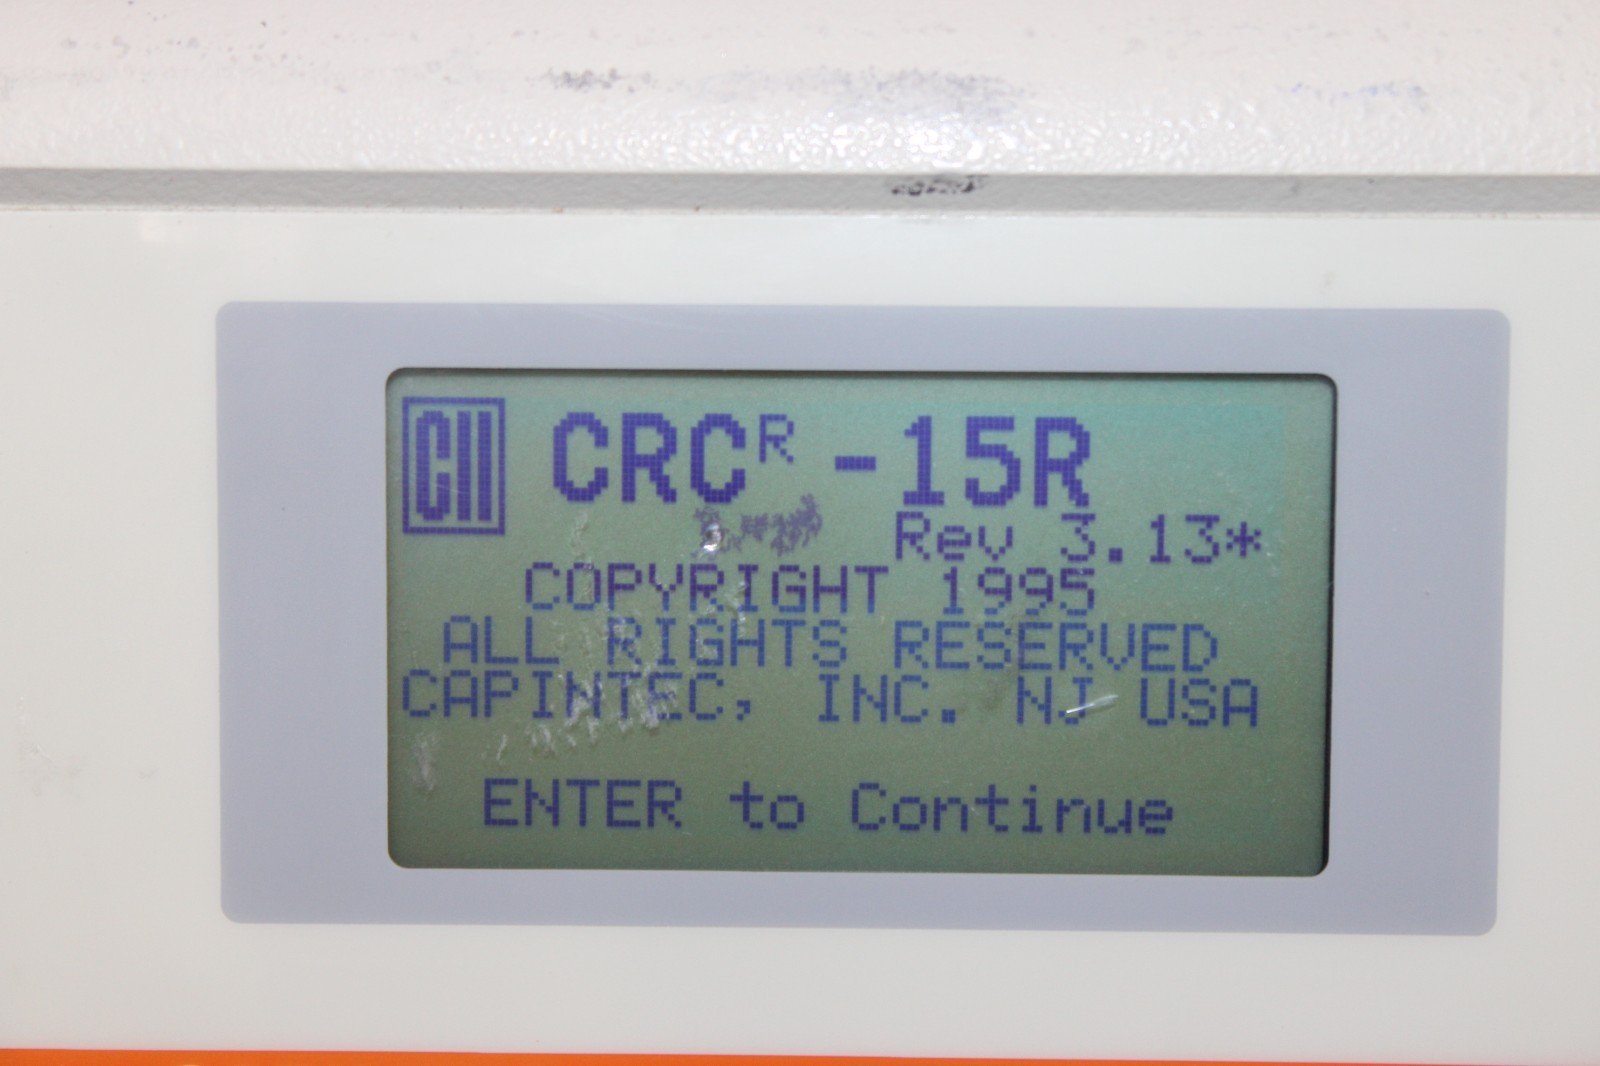 CII CRCᴿ-15R
Rev 3.13*
COPYRIGHT 1995
ALL RIGHTS RESERVED
CAPINTEC, INC. NJ USA
ENTER to Continue